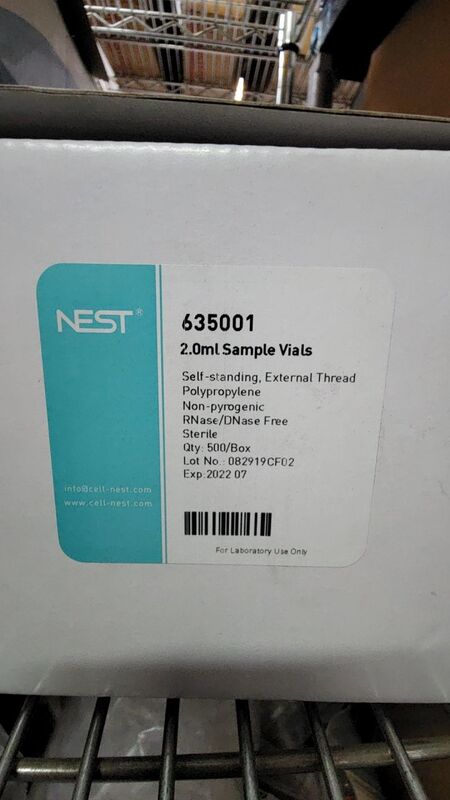 NEST®
635001
2.0ml Sample Vials
Self-standing, External Thread
Polypropylene
Non-pyrogenic
RNase/DNase Free
Sterile
Qty: 500/Box
Lot No.: 082919CF02
Exp:2022 07
info@cell-nest.com
www.cell-nest.com
For Laboratory Use Only